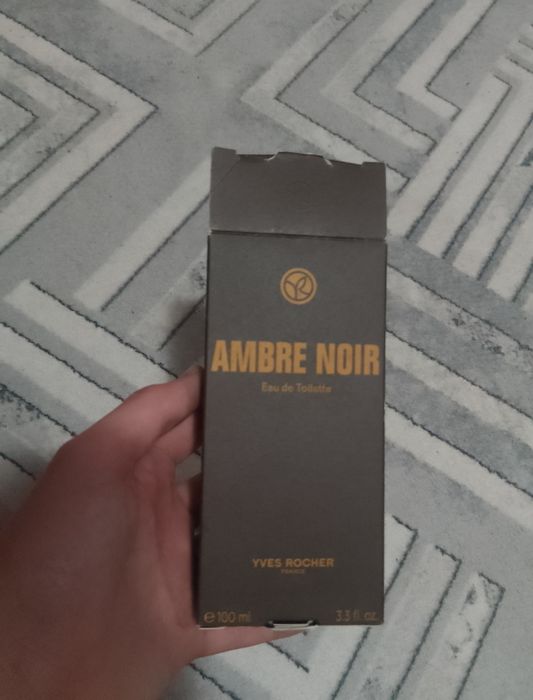 AMBRE NOIR
Eau de Toilette
YVES ROCHER
FRANCE
e 100 ml 3.3 fl. oz.